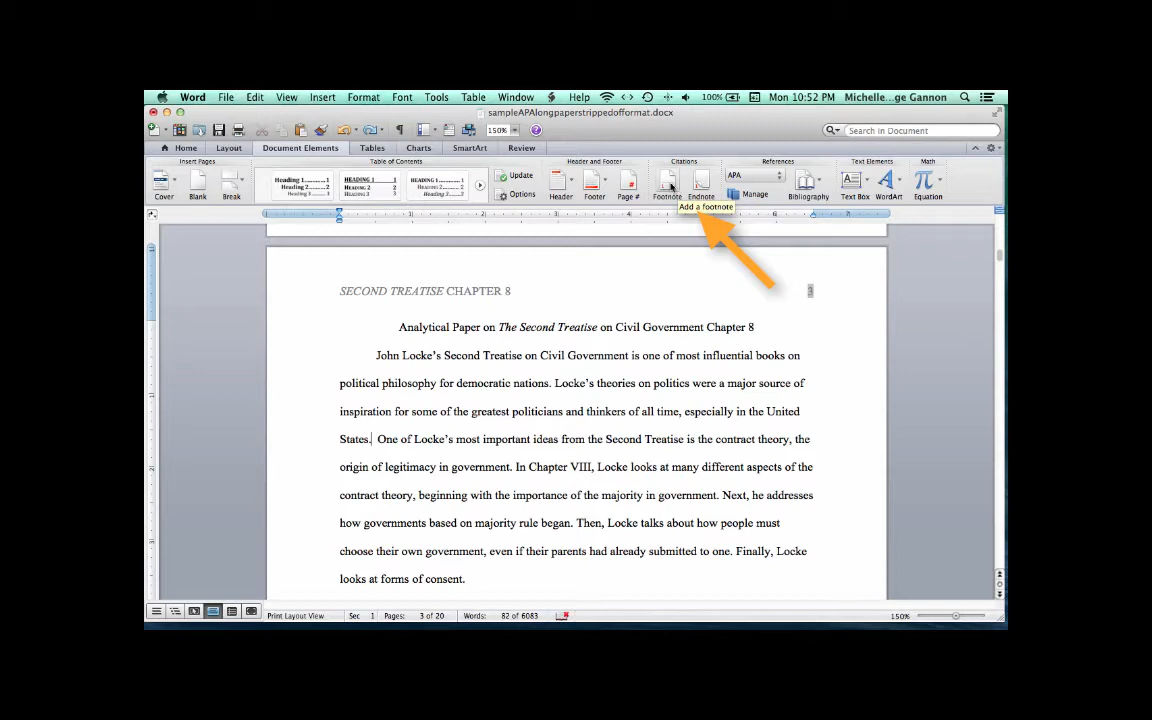 Word File Edit View Insert Format Font Tools Table Window Help 100% Mon 10:52 PM Michelle...ge Gannon
sampleAPAlongpaperstrippedofformat.docx
150% Search in Document
Home Layout Document Elements Tables Charts SmartArt Review
Insert Pages Table of Contents Header and Footer Citations References Text Elements Math
Heading 1 HEADING 1 HEADING 1 Update APA
Heading 2 HEADING 2 HEADING 2
Heading 3 Heading 3 Heading 3 Options Manage
Cover Blank Break Header Footer Page # Footnote Endnote Bibliography Text Box WordArt Equation
Add a footnote
1 2 3 4 6 7
SECOND TREATISE CHAPTER 8 3
Analytical Paper on The Second Treatise on Civil Government Chapter 8
John Locke's Second Treatise on Civil Government is one of most influential books on
political philosophy for democratic nations. Locke's theories on politics were a major source of
inspiration for some of the greatest politicians and thinkers of all time, especially in the United
States. One of Locke's most important ideas from the Second Treatise is the contract theory, the
origin of legitimacy in government. In Chapter VIII, Locke looks at many different aspects of the
contract theory, beginning with the importance of the majority in government. Next, he addresses
how governments based on majority rule began. Then, Locke talks about how people must
choose their own government, even if their parents had already submitted to one. Finally, Locke
looks at forms of consent.
Print Layout View Sec 1 Pages: 3 of 20 Words: 82 of 6083 150%